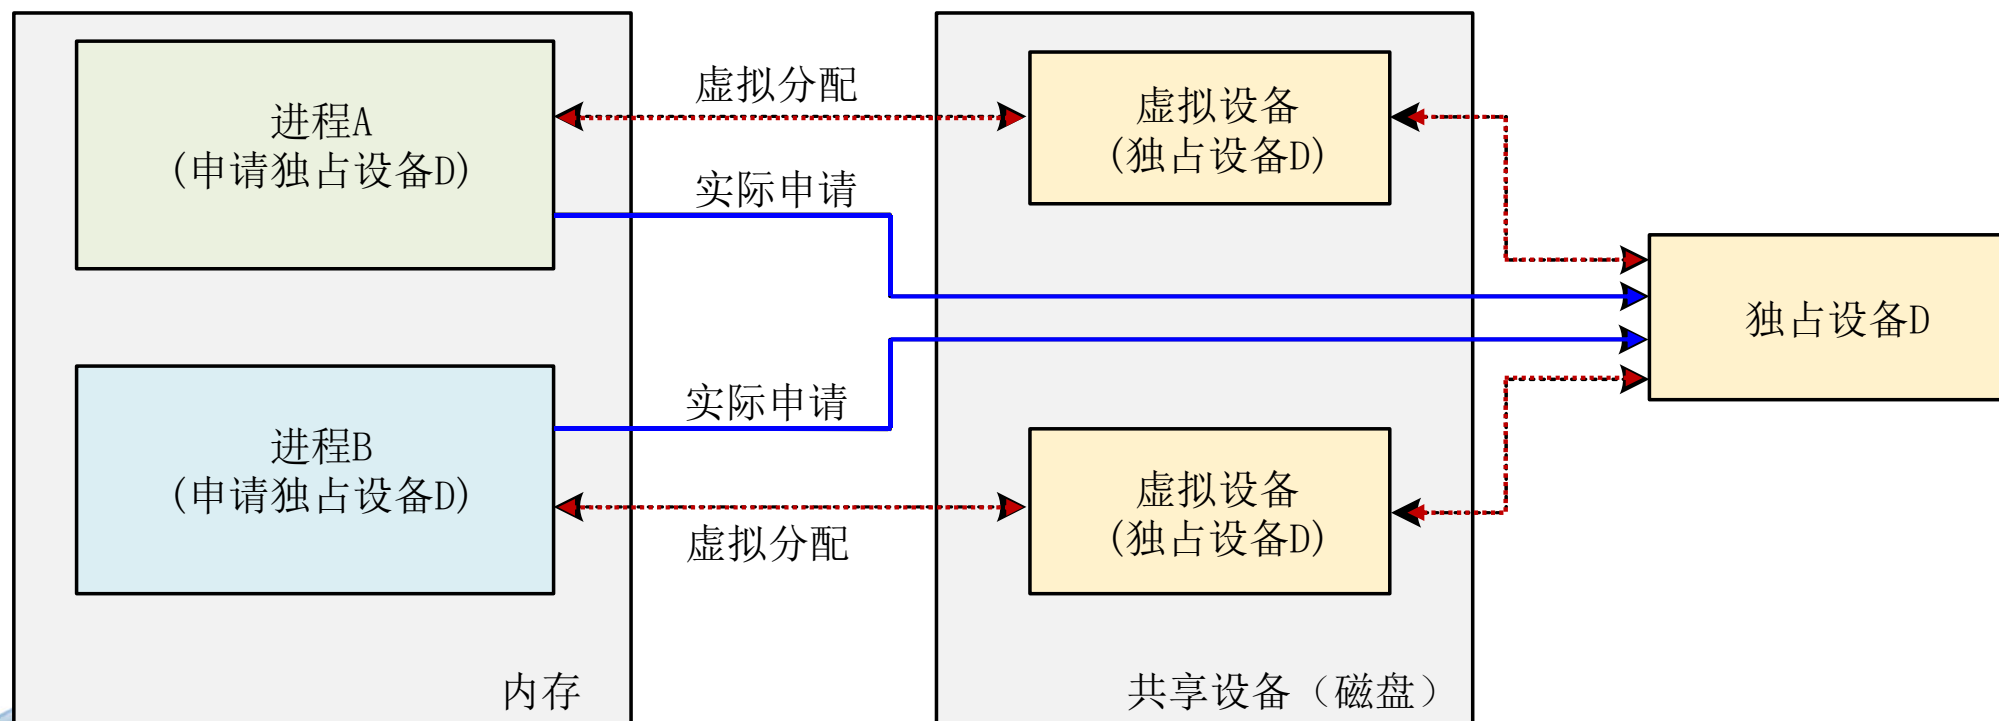 进程A
(申请独占设备D)
虚拟分配
虚拟设备
(独占设备D)
实际申请
独占设备D
实际申请
进程B
(申请独占设备D)
虚拟设备
(独占设备D)
虚拟分配
内存
共享设备（磁盘）